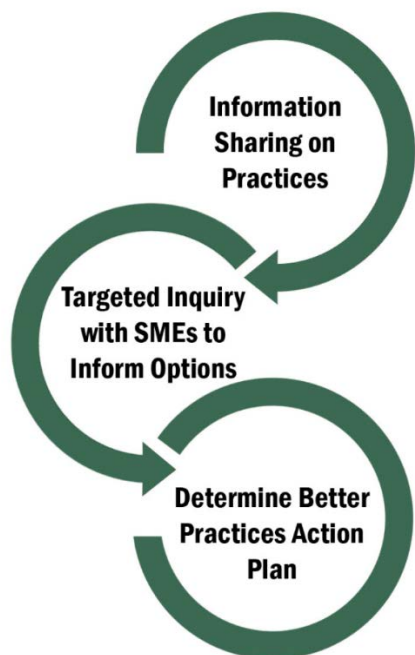 Information
Sharing on
Practices
Targeted Inquiry
with SMEs to
Inform Options
Determine Better
Practices Action
Plan